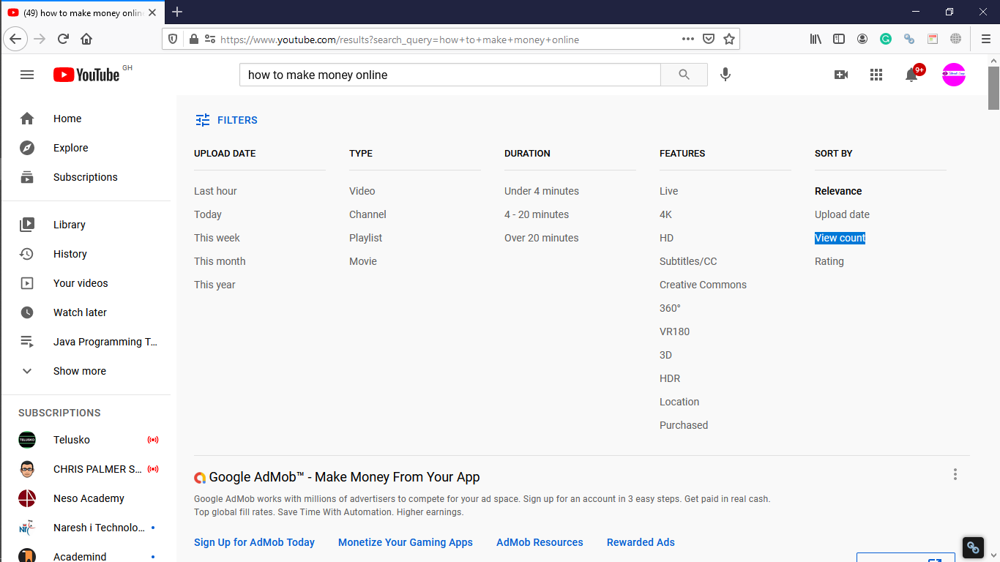 (49) how to make money onlin
https://www.youtube.com/results?search_query=how+to+make+money+online
YouTube GH
how to make money online
9+
Home
Explore
Subscriptions
Library
History
Your videos
Watch later
Java Programming T...
Show more
SUBSCRIPTIONS
TELUSKO
Telusko
CHRIS PALMER S...
Neso Academy
Naresh i Technolo...
Academind
FILTERS
UPLOAD DATE
Last hour
Today
This week
This month
This year
TYPE
Video
Channel
Playlist
Movie
DURATION
Under 4 minutes
4 - 20 minutes
Over 20 minutes
FEATURES
Live
4K
HD
Subtitles/CC
Creative Commons
360°
VR180
3D
HDR
Location
Purchased
SORT BY
Relevance
Upload date
View count
Rating
Google AdMob™ - Make Money From Your App
Google AdMob works with millions of advertisers to compete for your ad space. Sign up for an account in 3 easy steps. Get paid in real cash.
Top global fill rates. Save Time With Automation. Higher earnings.
Sign Up for AdMob Today
Monetize Your Gaming Apps
AdMob Resources
Rewarded Ads